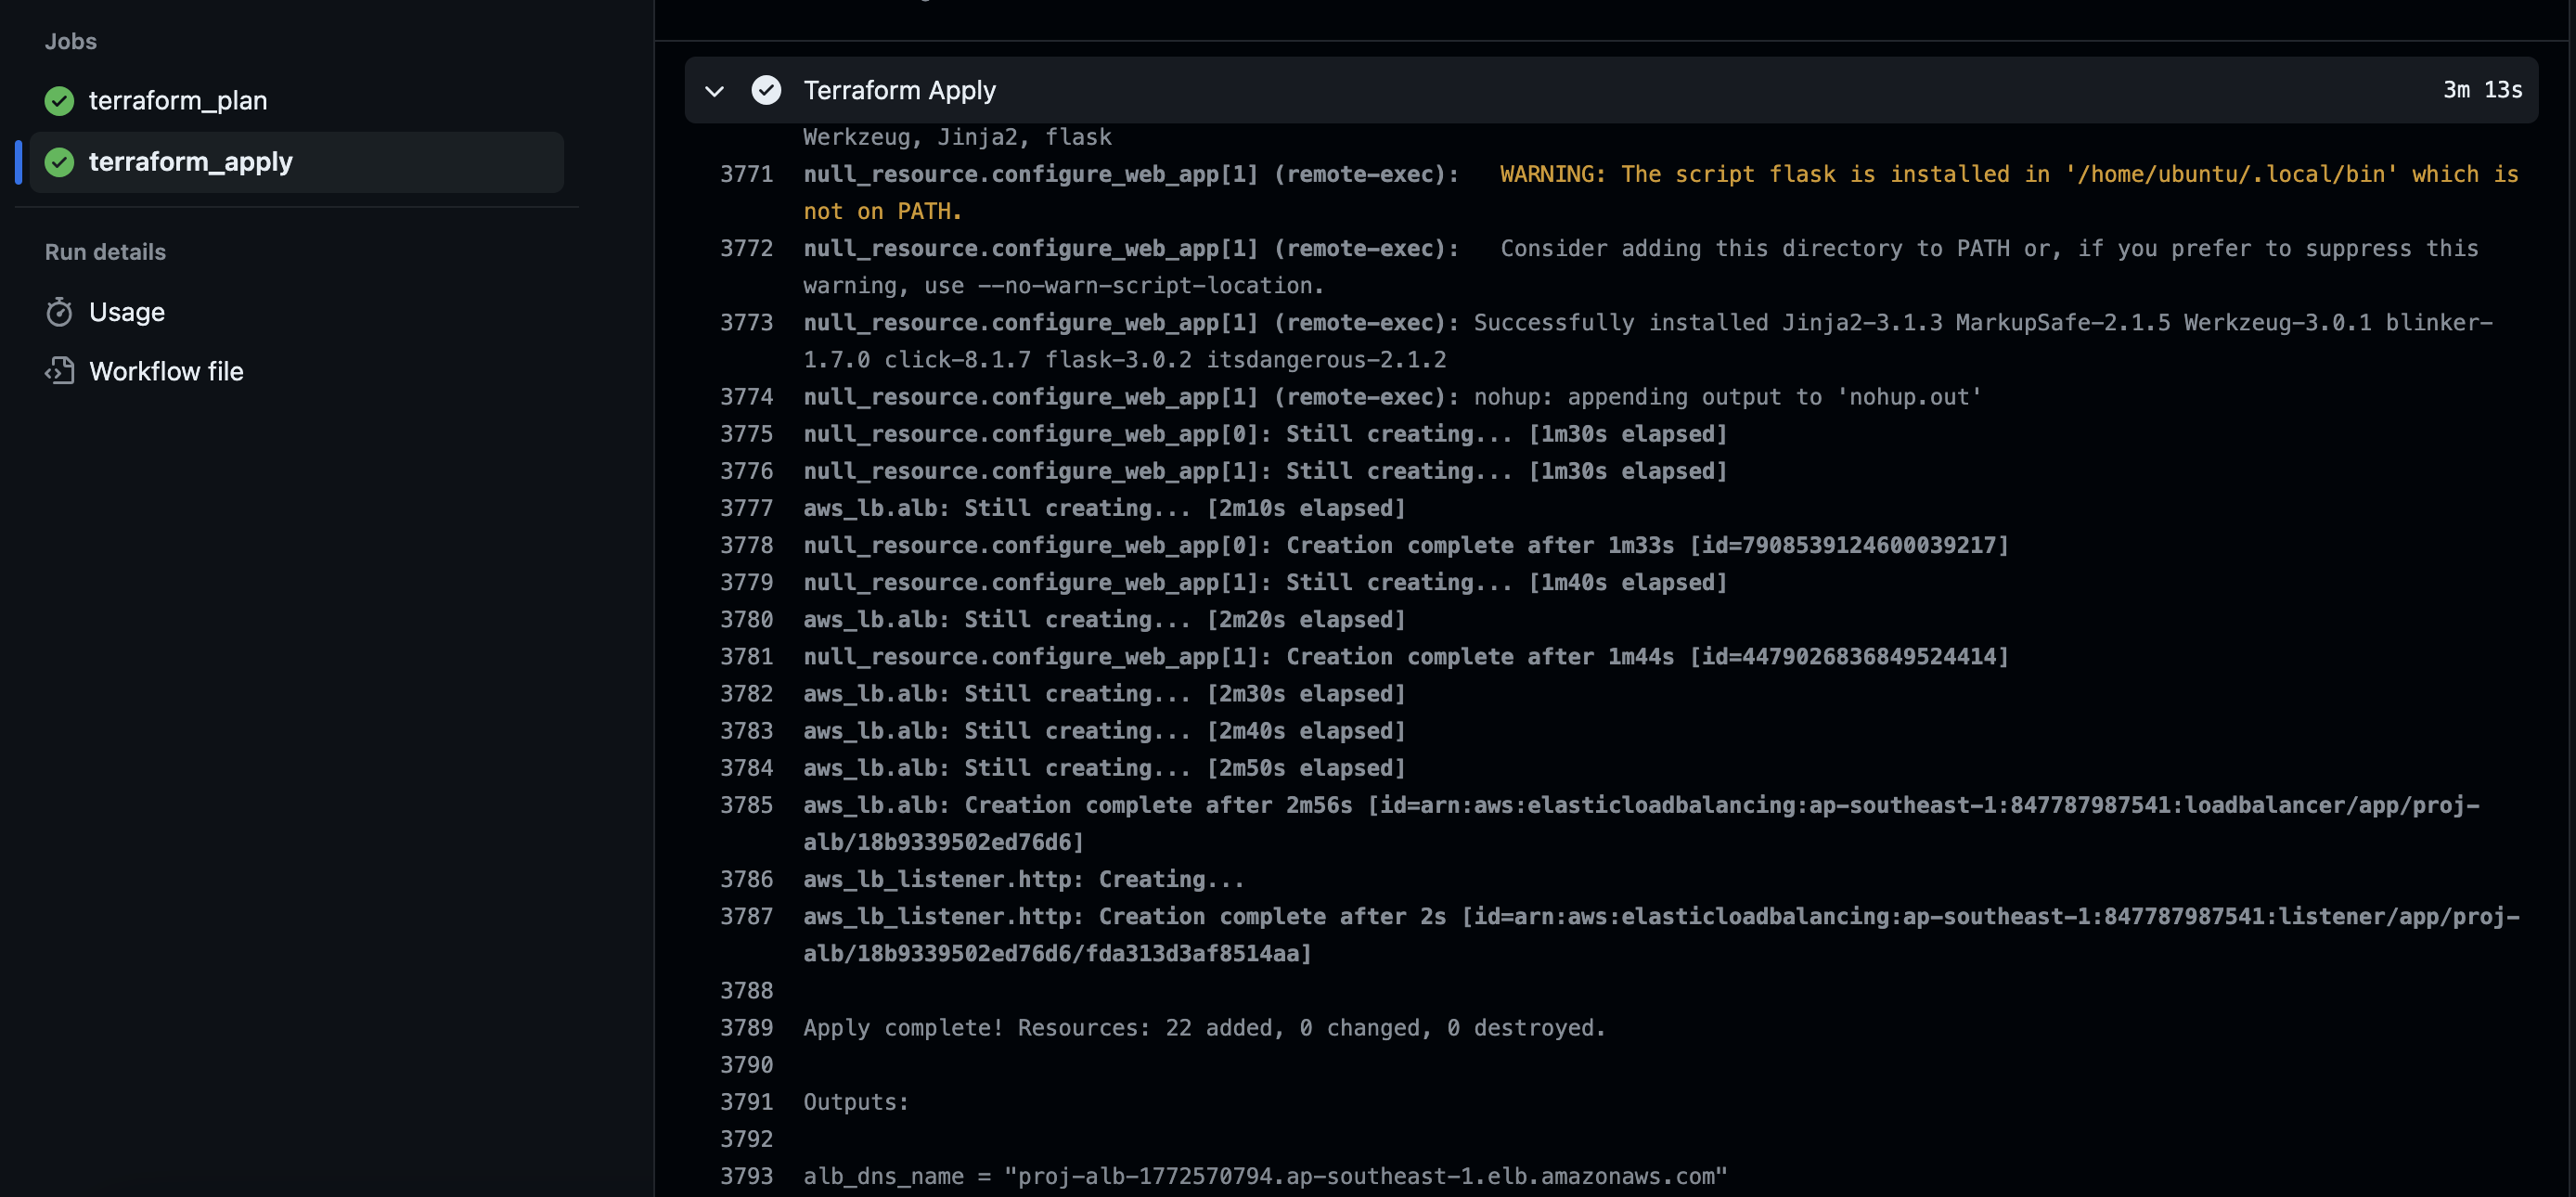 Jobs
terraform_plan
terraform_apply
Run details
Usage
Workflow file
Terraform Apply
3m 13s
Werkzeug, Jinja2, flask
3771 null_resource.configure_web_app[1] (remote-exec):   WARNING: The script flask is installed in '/home/ubuntu/.local/bin' which is
not on PATH.
3772 null_resource.configure_web_app[1] (remote-exec):   Consider adding this directory to PATH or, if you prefer to suppress this
warning, use --no-warn-script-location.
3773 null_resource.configure_web_app[1] (remote-exec): Successfully installed Jinja2-3.1.3 MarkupSafe-2.1.5 Werkzeug-3.0.1 blinker-
1.7.0 click-8.1.7 flask-3.0.2 itsdangerous-2.1.2
3774 null_resource.configure_web_app[1] (remote-exec): nohup: appending output to 'nohup.out'
3775 null_resource.configure_web_app[0]: Still creating... [1m30s elapsed]
3776 null_resource.configure_web_app[1]: Still creating... [1m30s elapsed]
3777 aws_lb.alb: Still creating... [2m10s elapsed]
3778 null_resource.configure_web_app[0]: Creation complete after 1m33s [id=7908539124600039217]
3779 null_resource.configure_web_app[1]: Still creating... [1m40s elapsed]
3780 aws_lb.alb: Still creating... [2m20s elapsed]
3781 null_resource.configure_web_app[1]: Creation complete after 1m44s [id=4479026836849524414]
3782 aws_lb.alb: Still creating... [2m30s elapsed]
3783 aws_lb.alb: Still creating... [2m40s elapsed]
3784 aws_lb.alb: Still creating... [2m50s elapsed]
3785 aws_lb.alb: Creation complete after 2m56s [id=arn:aws:elasticloadbalancing:ap-southeast-1:847787987541:loadbalancer/app/proj-
alb/18b9339502ed76d6]
3786 aws_lb_listener.http: Creating...
3787 aws_lb_listener.http: Creation complete after 2s [id=arn:aws:elasticloadbalancing:ap-southeast-1:847787987541:listener/app/proj-
alb/18b9339502ed76d6/fda313d3af8514aa]
3788
3789 Apply complete! Resources: 22 added, 0 changed, 0 destroyed.
3790
3791 Outputs:
3792
3793 alb_dns_name = "proj-alb-1772570794.ap-southeast-1.elb.amazonaws.com"